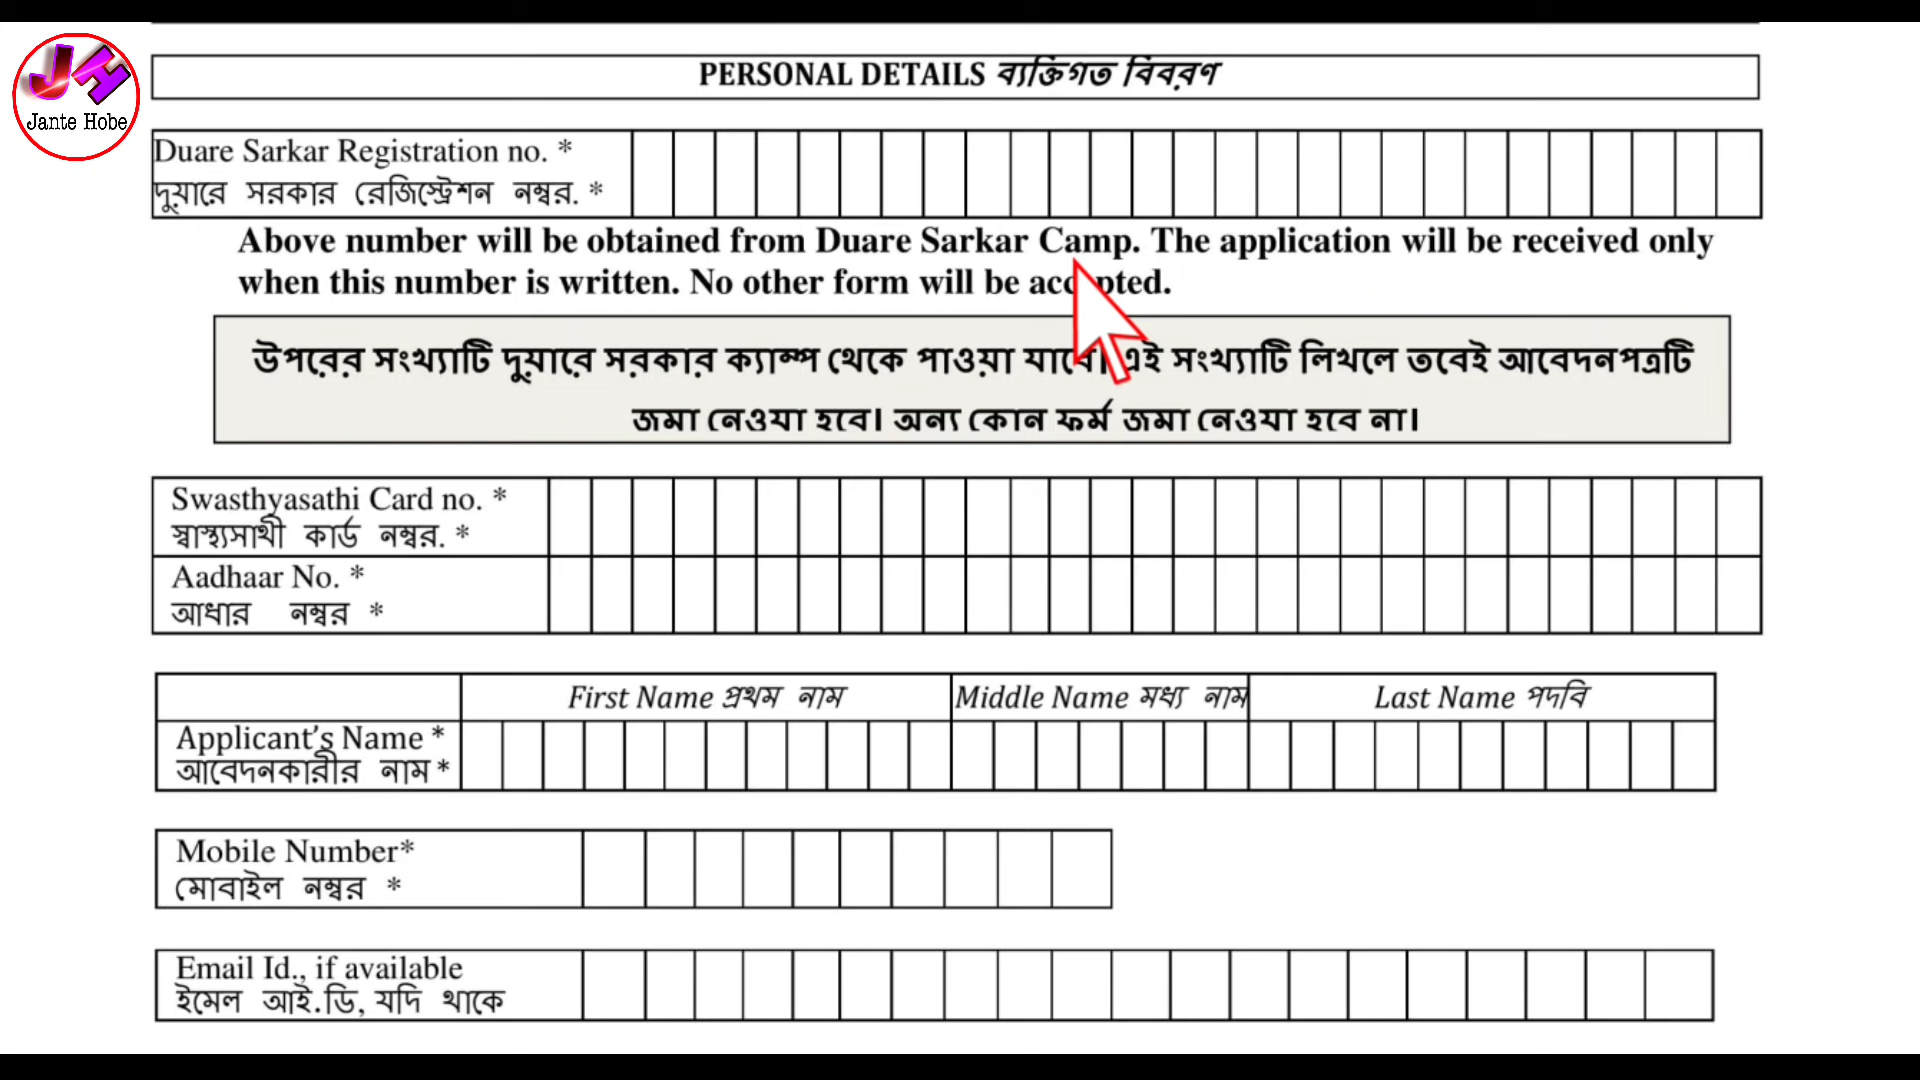 JH
Jante Hobe
PERSONAL DETAILS ব্যক্তিগত বিবরণ
Duare Sarkar Registration no. *
দুয়ারে সরকার রেজিস্ট্রেশন নম্বর. *
Above number will be obtained from Duare Sarkar Camp. The application will be received only
when this number is written. No other form will be accepted.
উপরের সংখ্যাটি দুয়ারে সরকার ক্যাম্প থেকে পাওয়া যাবে। এই সংখ্যাটি লিখলে তবেই আবেদনপত্রটি
জমা নেওয়া হবে। অন্য কোন ফর্ম জমা নেওয়া হবে না।
Swasthyasathi Card no. *
স্বাস্থ্যসাথী কার্ড নম্বর. *
Aadhaar No. *
আধার নম্বর *
First Name প্রথম নাম Middle Name মধ্য নাম Last Name পদবি
Applicant’s Name *
আবেদনকারীর নাম *
Mobile Number*
মোবাইল নম্বর *
Email Id., if available
ইমেল আই.ডি, যদি থাকে